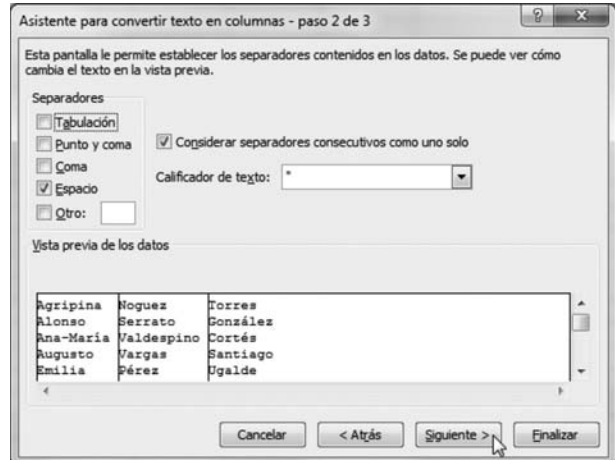 Asistente para convertir texto en columnas - paso 2 de 3
Esta pantalla le permite establecer los separadores contenidos en los datos. Se puede ver cómo
cambia el texto en la vista previa.
Separadores
Tabulación
Punto y coma
Coma
Espacio
Otro:
Considerar separadores consecutivos como uno solo
Calificador de texto: "
Vista previa de los datos
Agripina Noguez Torres
Alonso Serrato González
Ana-María Valdespino Cortés
Augusto Vargas Santiago
Emilia Pérez Ugalde
Cancelar < Atrás Siguiente > Finalizar